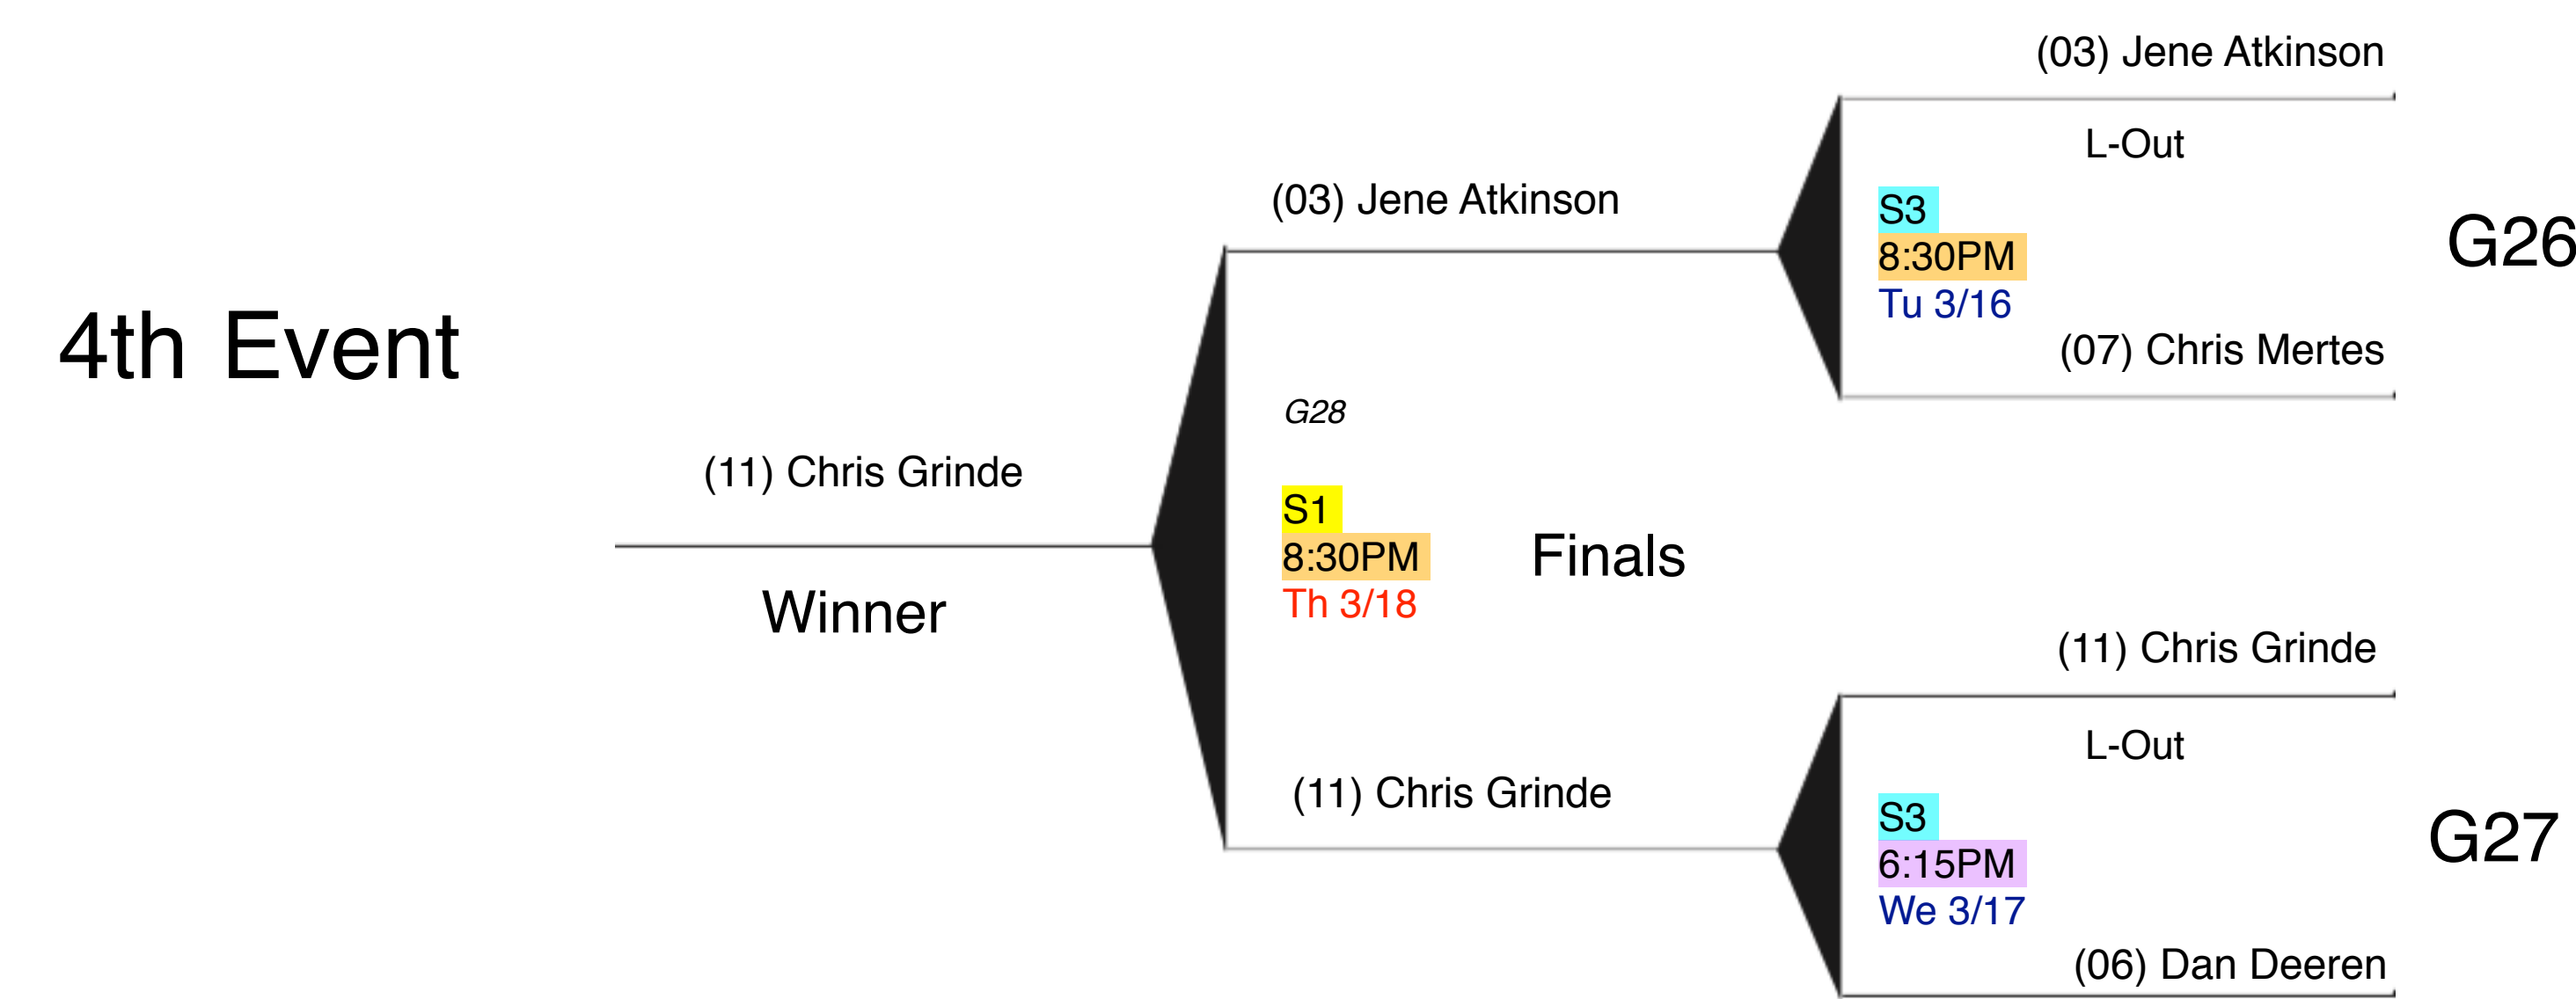 (03) Jene Atkinson
L-Out
S3
8:30PM
Tu 3/16
G26
(07) Chris Mertes
(03) Jene Atkinson
4th Event
G28
(11) Chris Grinde
Winner
S1
8:30PM
Th 3/18
Finals
(11) Chris Grinde
(11) Chris Grinde
L-Out
S3
6:15PM
We 3/17
G27
(06) Dan Deeren